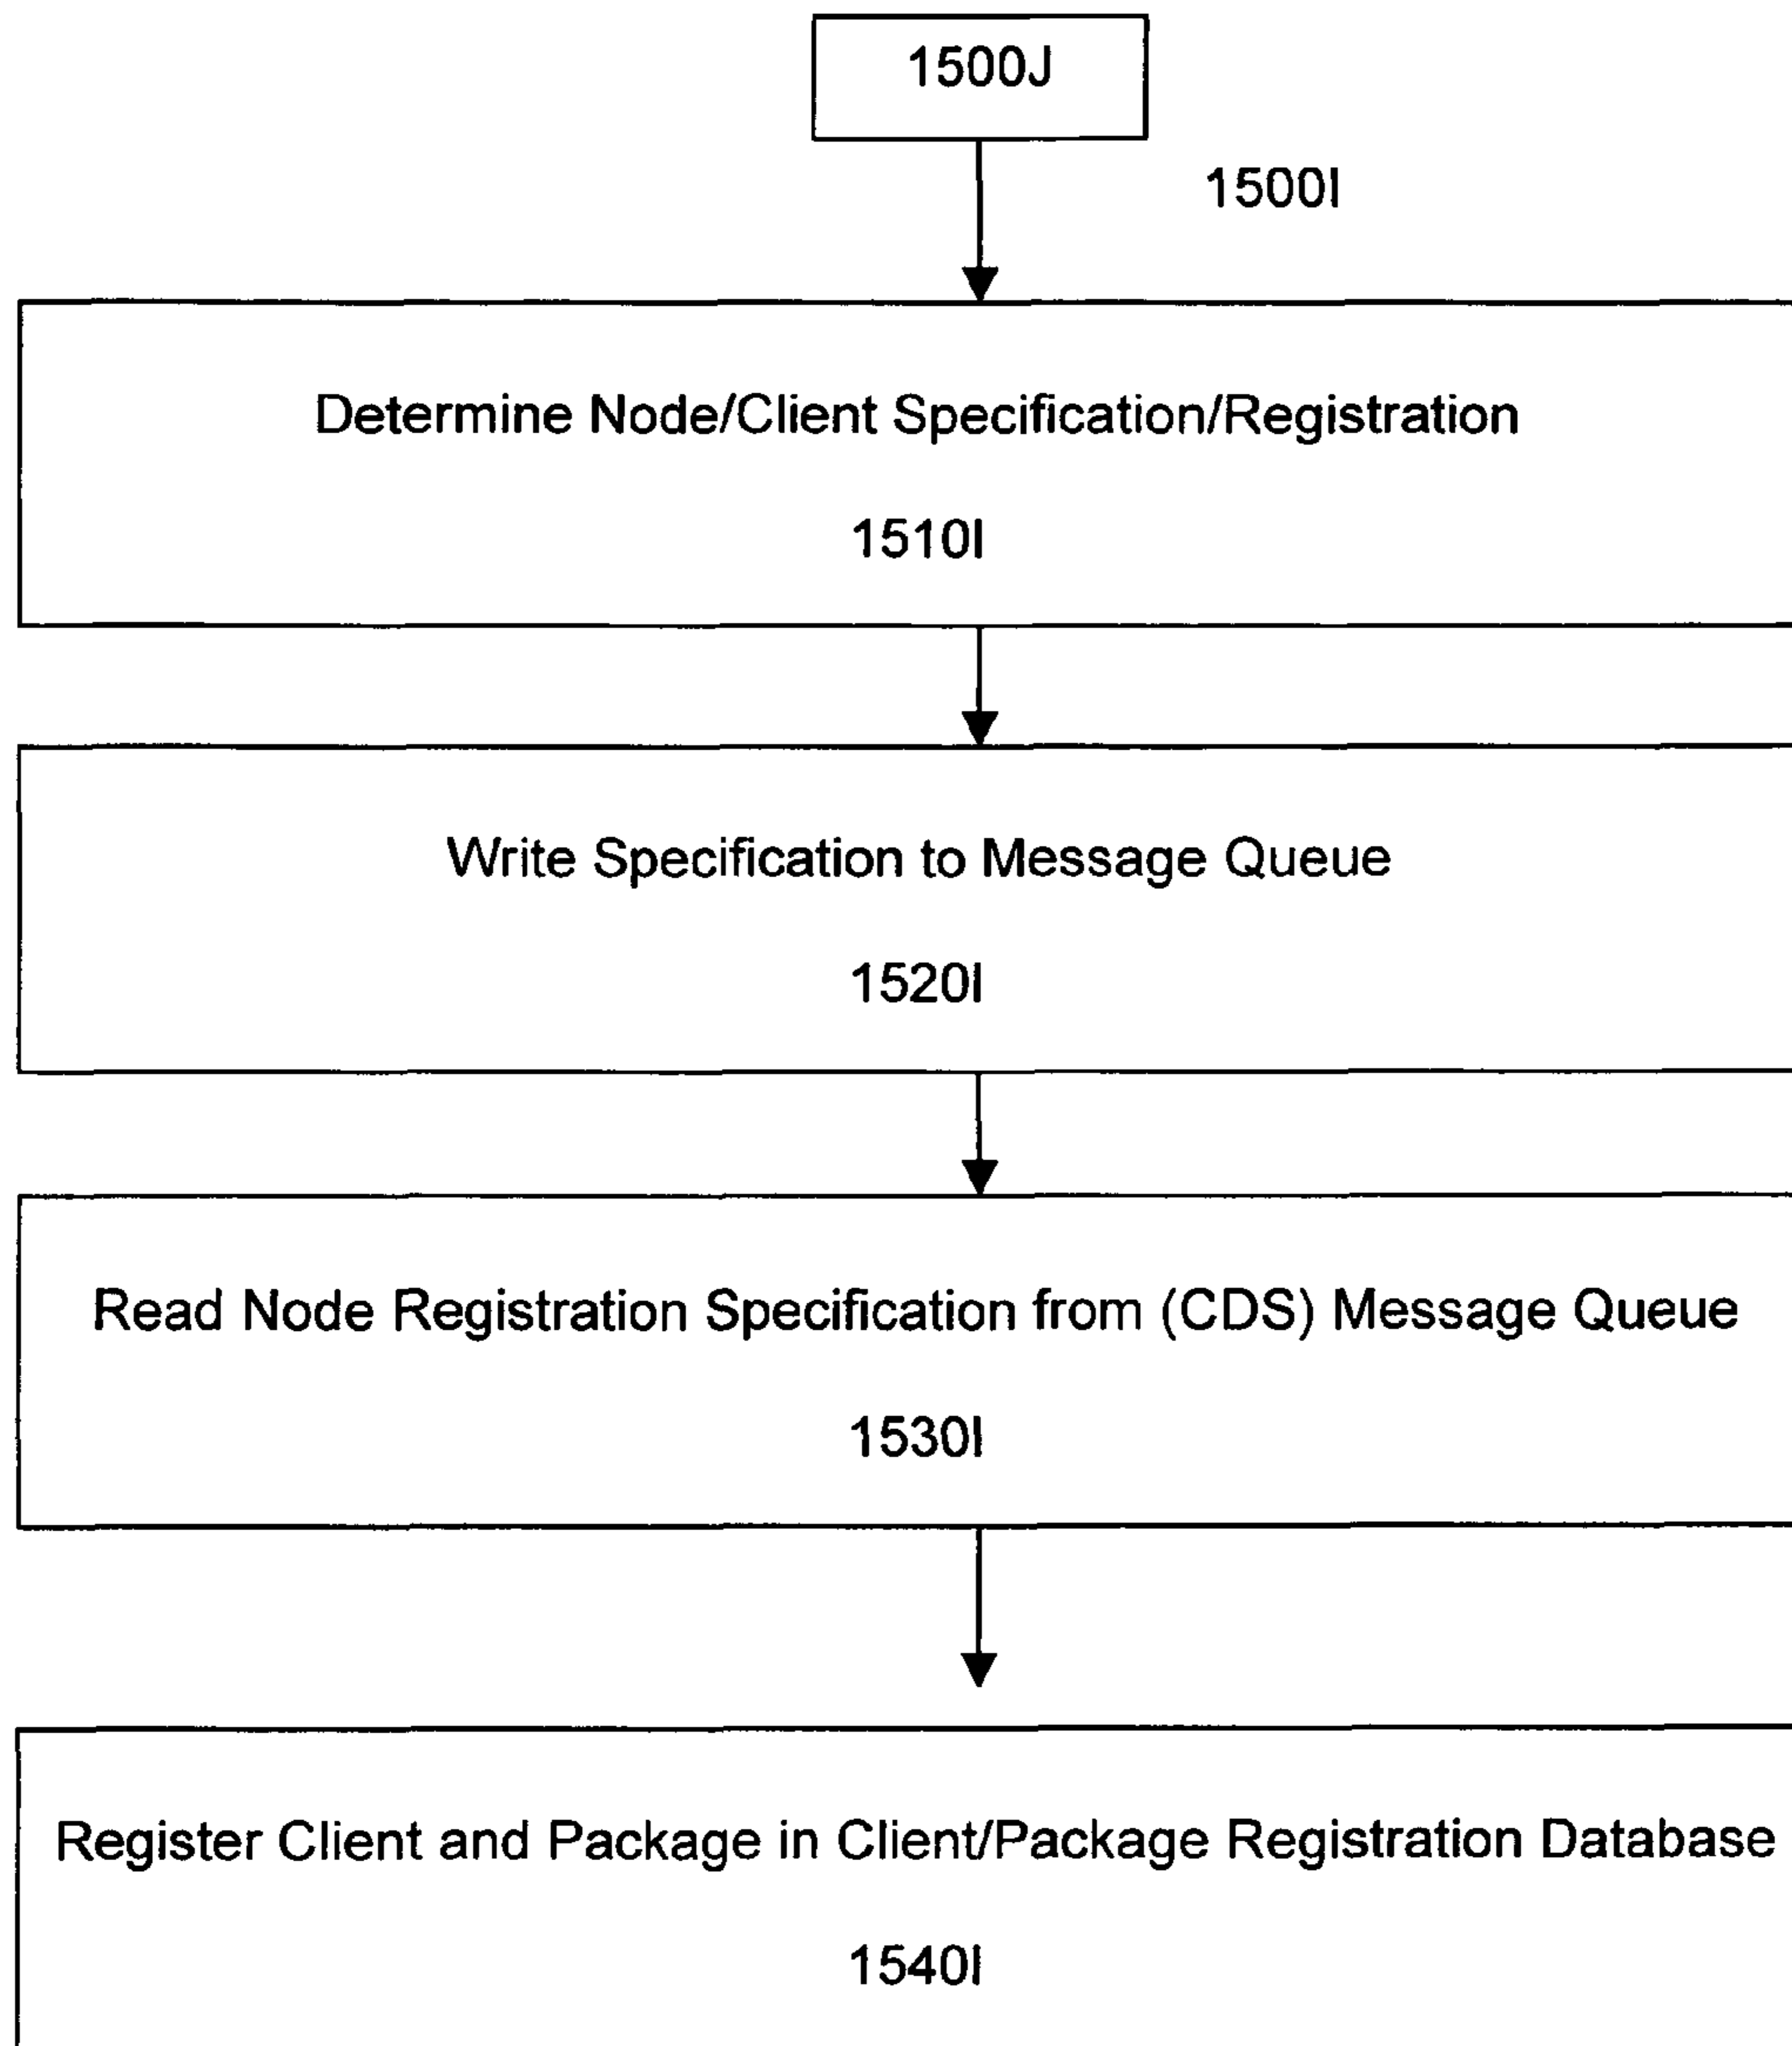 1500J
1500I
Determine Node/Client Specification/Registration
1510I
Write Specification to Message Queue
1520I
Read Node Registration Specification from (CDS) Message Queue
1530I
Register Client and Package in Client/Package Registration Database
1540I